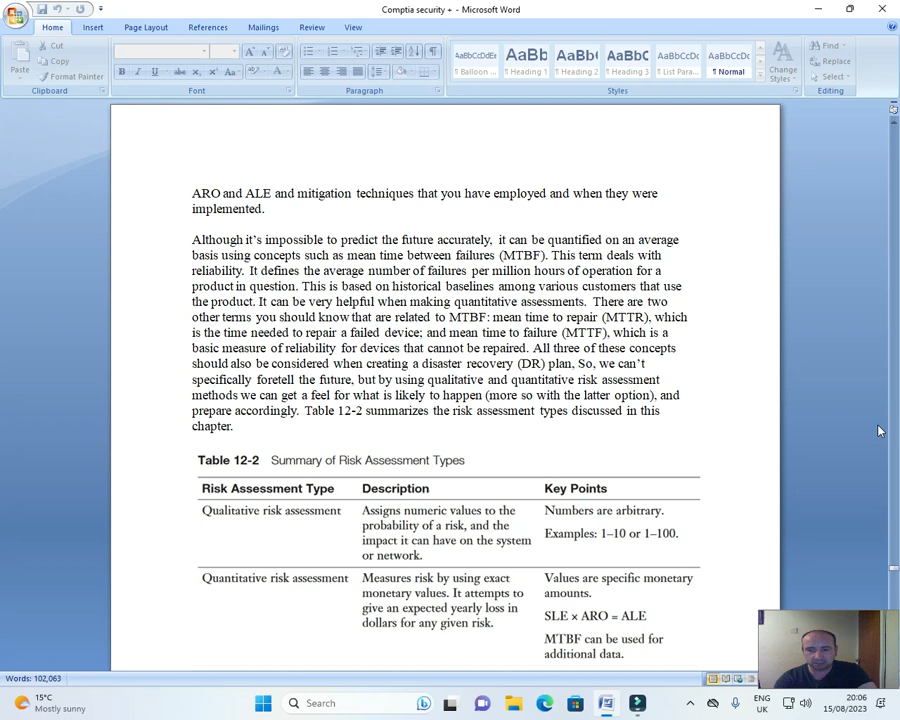 Comptia security + - Microsoft Word
Home Insert Page Layout References Mailings Review View
Paste
Cut
Copy
Format Painter
Clipboard
Font
Paragraph
AaBbCcDdE AaBb AaBbC AaBbC AaBbCcDc AaBbCcDc
¶ Balloon ... Heading 1 Heading 2 Heading 3 ¶ List Para... ¶ Normal
Change
Styles
Styles
Find
Replace
Select
Editing
ARO and ALE and mitigation techniques that you have employed and when they were
implemented.
Although it’s impossible to predict the future accurately, it can be quantified on an average
basis using concepts such as mean time between failures (MTBF). This term deals with
reliability. It defines the average number of failures per million hours of operation for a
product in question. This is based on historical baselines among various customers that use
the product. It can be very helpful when making quantitative assessments. There are two
other terms you should know that are related to MTBF: mean time to repair (MTTR), which
is the time needed to repair a failed device; and mean time to failure (MTTF), which is a
basic measure of reliability for devices that cannot be repaired. All three of these concepts
should also be considered when creating a disaster recovery (DR) plan, So, we can’t
specifically foretell the future, but by using qualitative and quantitative risk assessment
methods we can get a feel for what is likely to happen (more so with the latter option), and
prepare accordingly. Table 12-2 summarizes the risk assessment types discussed in this
chapter.
Table 12-2 Summary of Risk Assessment Types
Risk Assessment Type Description Key Points
Qualitative risk assessment Assigns numeric values to the Numbers are arbitrary.
probability of a risk, and the
Examples: 1–10 or 1–100.
impact it can have on the system
or network.
Quantitative risk assessment Measures risk by using exact Values are specific monetary
monetary values. It attempts to amounts.
give an expected yearly loss in SLE × ARO = ALE
dollars for any given risk.
MTBF can be used for
additional data.
Words: 102,063
15°C
Mostly sunny
Search
ENG
UK
20:06
15/08/2023